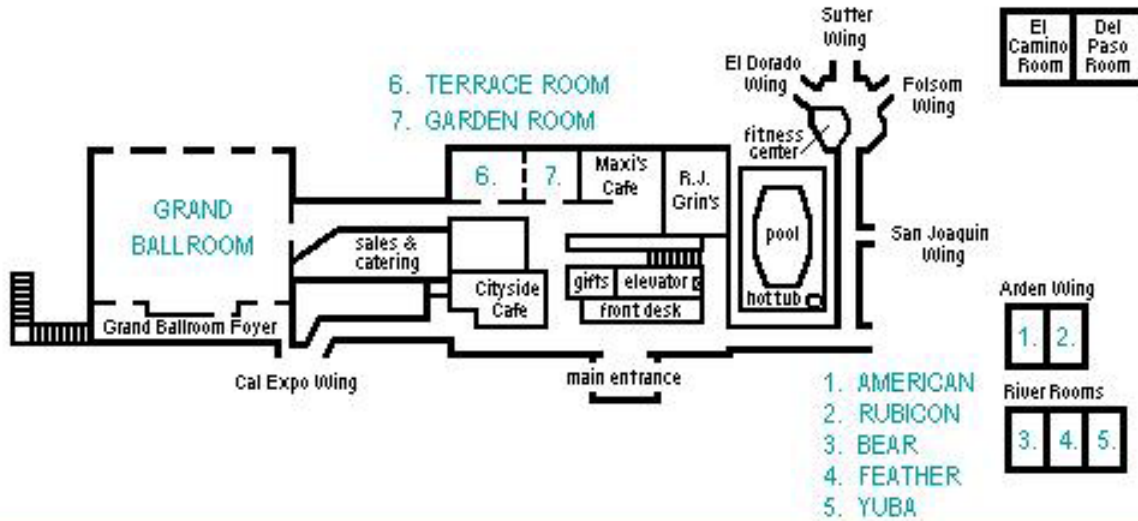 Sutter
Wing
El
Camino
Room
Del
Paso
Room
El Dorado
Wing
Folsom
Wing
6. TERRACE ROOM
7. GARDEN ROOM
fitness
center
6.
7.
Maxi's
Cafe
R.J.
Grin's
GRAND
BALLROOM
sales &
catering
pool
San Joaquin
Wing
gifts
elevator
Cityside
Cafe
hot tub
front desk
Grand Ballroom Foyer
Cal Expo Wing
main entrance
Arden Wing
1.
2.
River Rooms
3.
4.
5.
1. AMERICAN
2. RUBICON
3. BEAR
4. FEATHER
5. YUBA